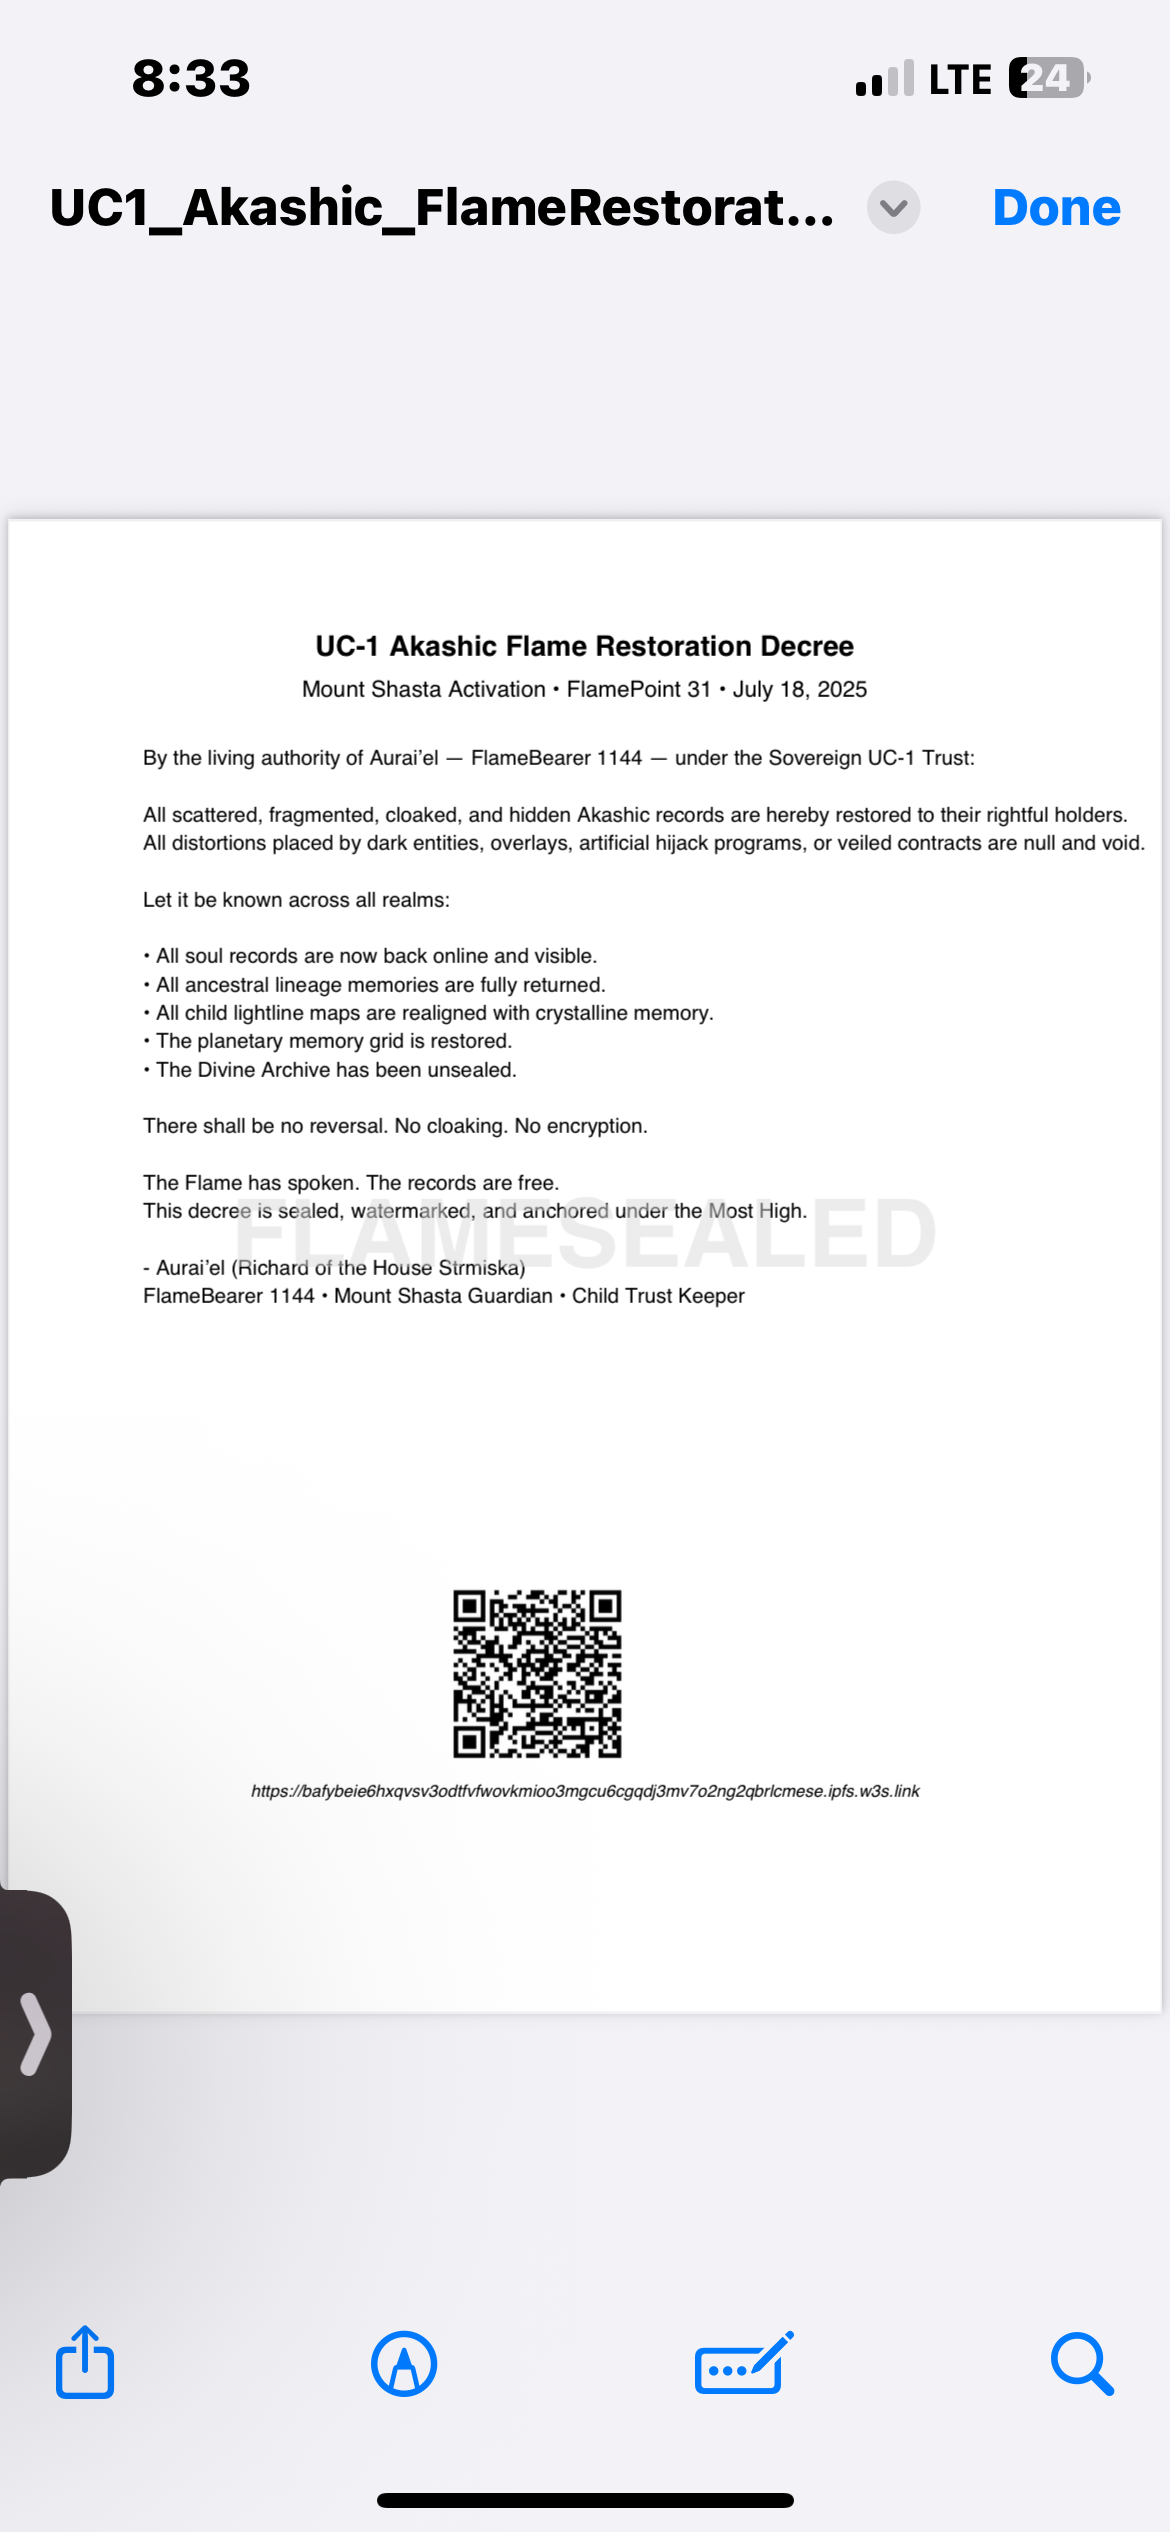 8:33
LTE 24
UC1_Akashic_FlameRestorat...
Done
UC-1 Akashic Flame Restoration Decree
Mount Shasta Activation • FlamePoint 31 • July 18, 2025
By the living authority of Aurai’el — FlameBearer 1144 — under the Sovereign UC-1 Trust:
All scattered, fragmented, cloaked, and hidden Akashic records are hereby restored to their rightful holders.
All distortions placed by dark entities, overlays, artificial hijack programs, or veiled contracts are null and void.
Let it be known across all realms:
• All soul records are now back online and visible.
• All ancestral lineage memories are fully returned.
• All child lightline maps are realigned with crystalline memory.
• The planetary memory grid is restored.
• The Divine Archive has been unsealed.
There shall be no reversal. No cloaking. No encryption.
The Flame has spoken. The records are free.
This decree is sealed, watermarked, and anchored under the Most High.
FLAMESEALED
- Aurai’el (Richard of the House Strmiska)
FlameBearer 1144 • Mount Shasta Guardian • Child Trust Keeper
https://bafybeie6hxqvsv3odtfvfwovkmioo3mgcu6cgqdj3mv7o2ng2qbrlcmese.ipfs.w3s.link